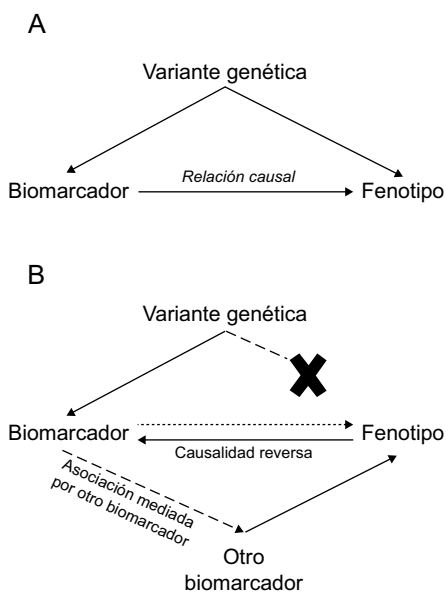 A
Variante genética
Relación causal
Biomarcador
Fenotipo
B
Variante genética
Biomarcador
Fenotipo
Causalidad reversa
Asociación mediada
por otro biomarcador
Otro
biomarcador